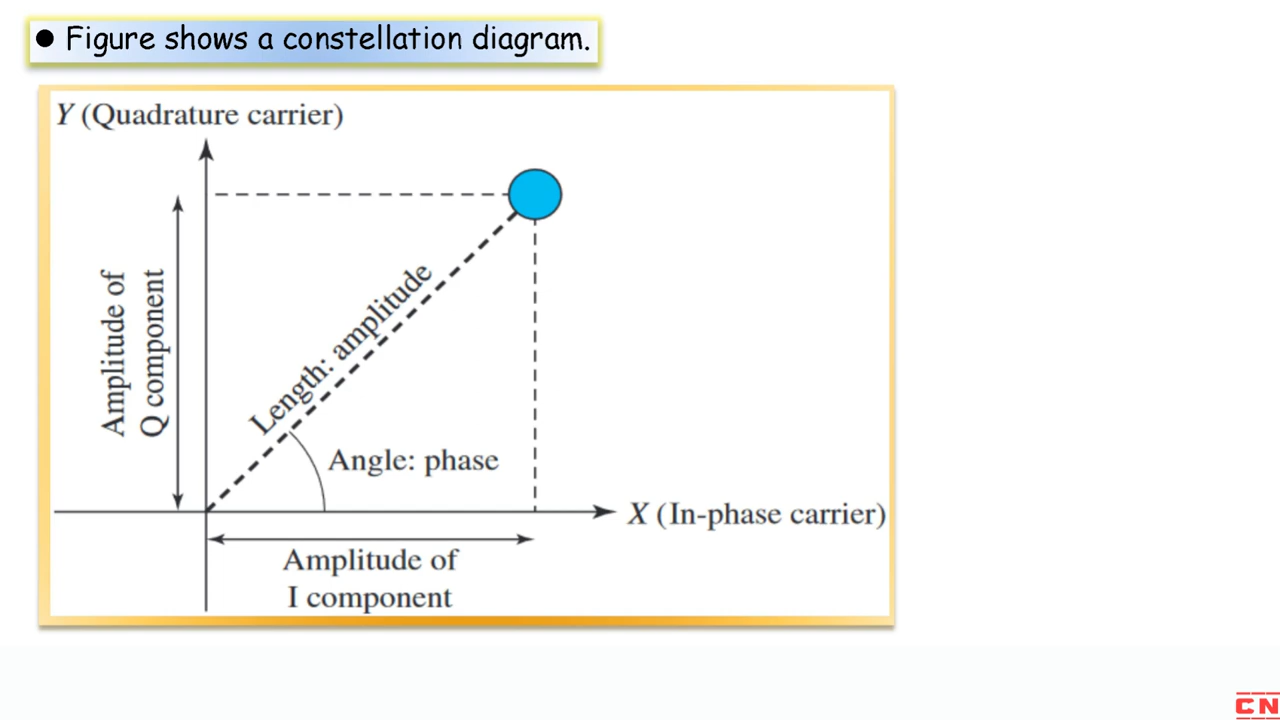 ● Figure shows a constellation diagram.
Y (Quadrature carrier)
Amplitude of
Q component
Length: amplitude
Angle: phase
X (In-phase carrier)
Amplitude of
I component
CN